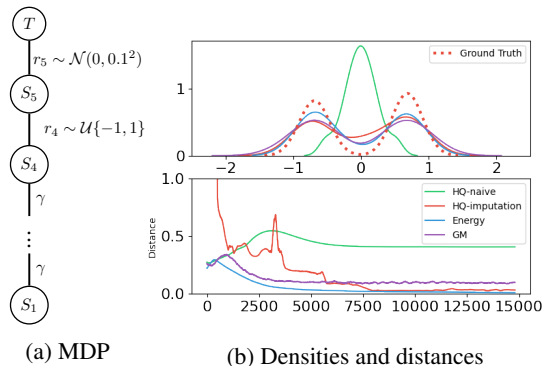 T
r₅ ∼ 𝒩(0, 0.1²)
S₅
r₄ ∼ 𝒰{−1, 1}
S₄
γ
⋮
γ
S₁
(a) MDP
Ground Truth
1
0
−2 −1 0 1 2
1.0
0.5
0.0
Distance
HQ-naive
HQ-imputation
Energy
GM
0 2500 5000 7500 10000 12500 15000
(b) Densities and distances